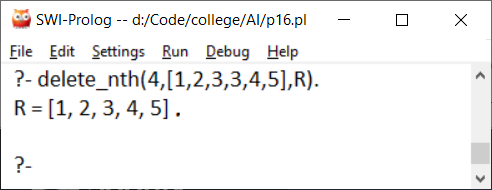 SWI-Prolog -- d:/Code/college/AI/p16.pl
File Edit Settings Run Debug Help
?- delete_nth(4,[1,2,3,3,4,5],R).
R = [1, 2, 3, 4, 5] .
?-